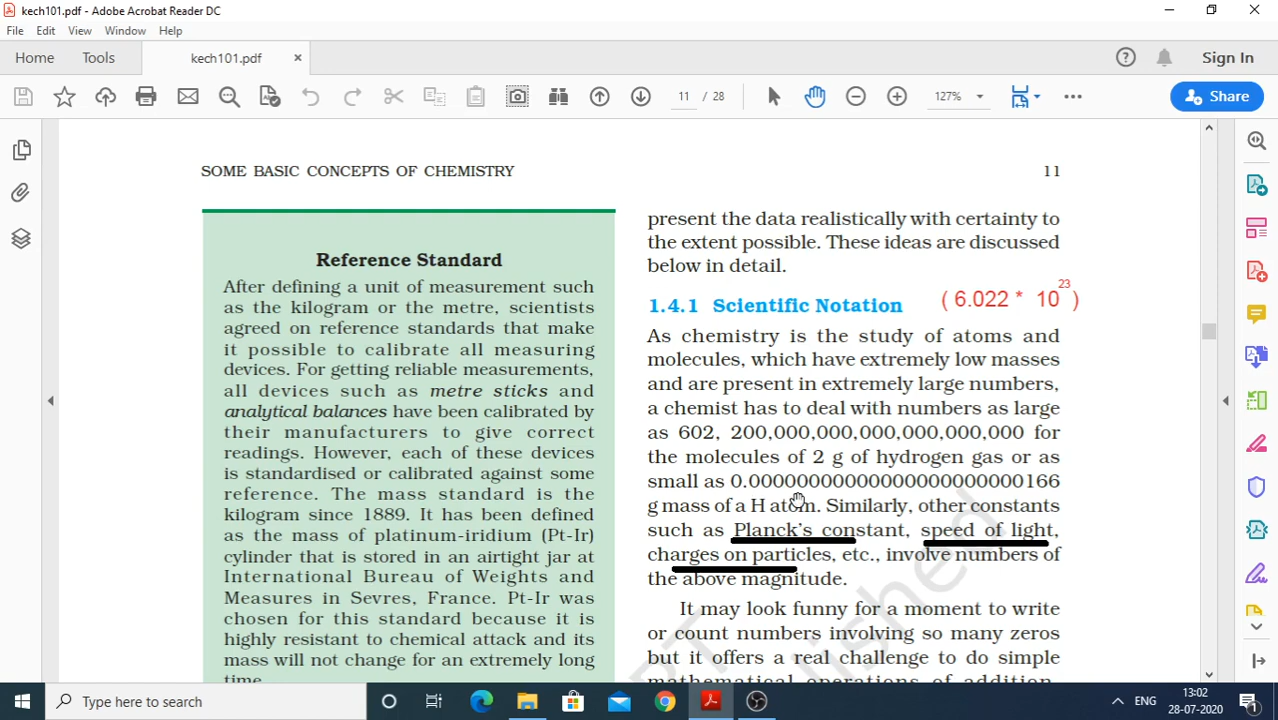 kech101.pdf - Adobe Acrobat Reader DC
File Edit View Window Help
Home Tools kech101.pdf × Sign In
11 / 28 127% Share
SOME BASIC CONCEPTS OF CHEMISTRY 11
Reference Standard
After defining a unit of measurement such
as the kilogram or the metre, scientists
agreed on reference standards that make
it possible to calibrate all measuring
devices. For getting reliable measurements,
all devices such as metre sticks and
analytical balances have been calibrated by
their manufacturers to give correct
readings. However, each of these devices
is standardised or calibrated against some
reference. The mass standard is the
kilogram since 1889. It has been defined
as the mass of platinum-iridium (Pt-Ir)
cylinder that is stored in an airtight jar at
International Bureau of Weights and
Measures in Sevres, France. Pt-Ir was
chosen for this standard because it is
highly resistant to chemical attack and its
mass will not change for an extremely long
time.
present the data realistically with certainty to
the extent possible. These ideas are discussed
below in detail.
1.4.1 Scientific Notation ( 6.022 * 10 23 )
As chemistry is the study of atoms and
molecules, which have extremely low masses
and are present in extremely large numbers,
a chemist has to deal with numbers as large
as 602, 200,000,000,000,000,000,000 for
the molecules of 2 g of hydrogen gas or as
small as 0.00000000000000000000000166
g mass of a H atom. Similarly, other constants
such as Planck's constant, speed of light,
charges on particles, etc., involve numbers of
the above magnitude.
It may look funny for a moment to write
or count numbers involving so many zeros
but it offers a real challenge to do simple
mathematical operations of addition,
Type here to search
ENG
13:02
28-07-2020
1